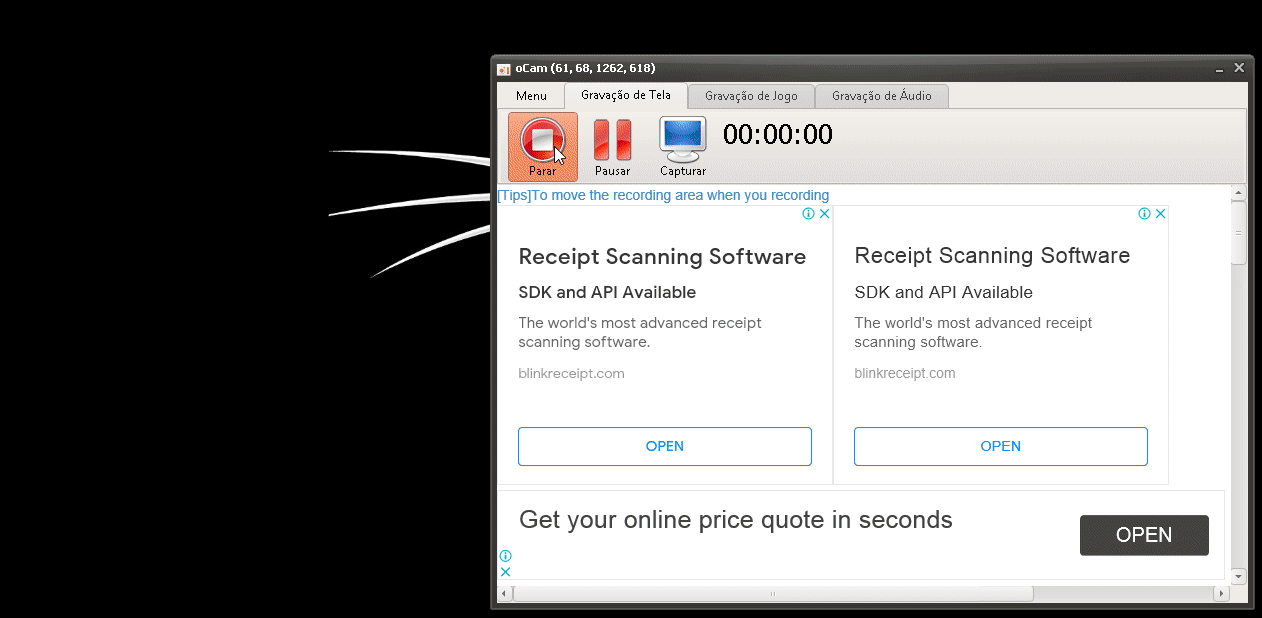 oCam (61, 68, 1262, 618)
Menu
Gravação de Tela
Gravação de Jogo
Gravação de Áudio
Parar
Pausar
Capturar
00:00:00
[Tips]To move the recording area when you recording
Receipt Scanning Software
SDK and API Available
The world's most advanced receipt
scanning software.
blinkreceipt.com
OPEN
Receipt Scanning Software
SDK and API Available
The world's most advanced receipt
scanning software.
blinkreceipt.com
OPEN
Get your online price quote in seconds
OPEN